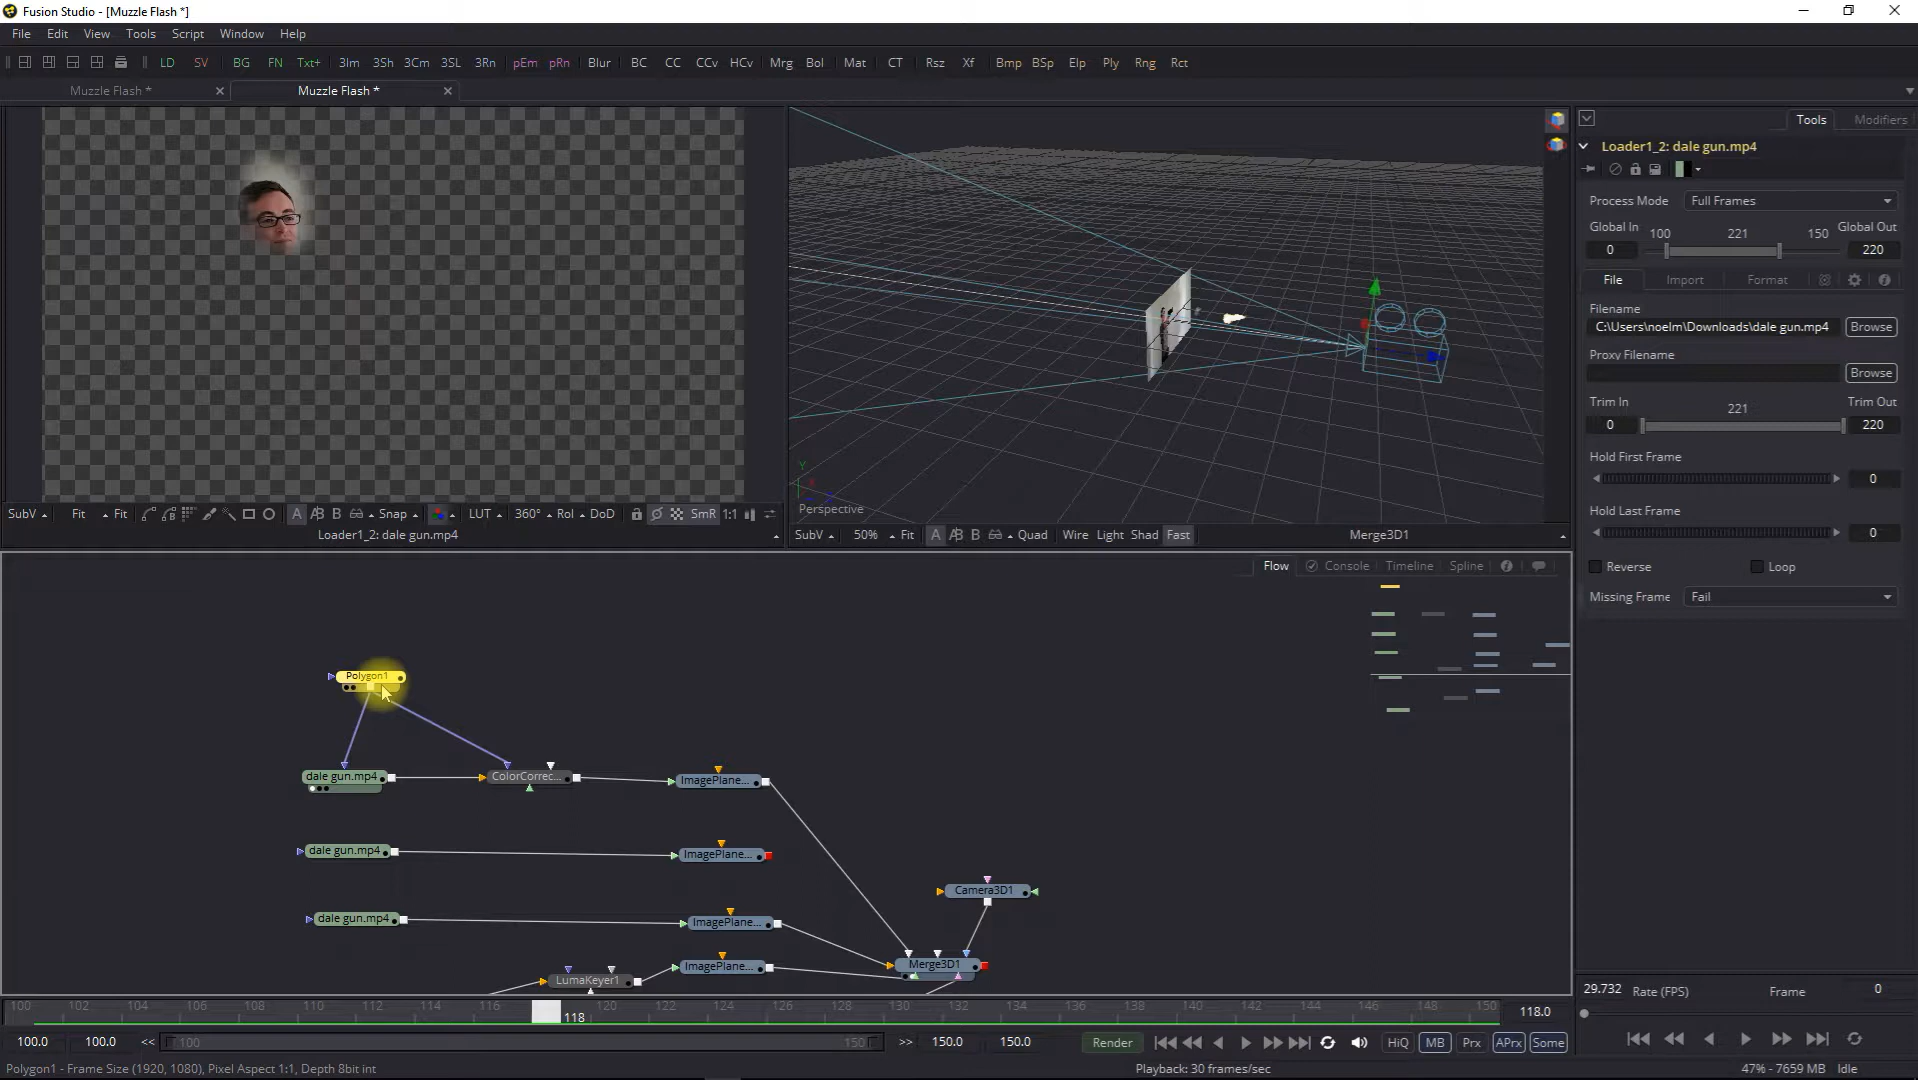 Fusion Studio - [Muzzle Flash *]
File Edit View Tools Script Window Help
LD SV BG FN Txt+ 3Im 3Sh 3Cm 3SL 3Rn pEm pRn Blur BC CC CCv HCv Mrg Bol Mat CT Rsz Xf Bmp BSp Elp Ply Rng Rct
Muzzle Flash * Muzzle Flash *
Tools Modifiers
Loader1_2: dale gun.mp4
Process Mode Full Frames
Global In 100 221 150 Global Out
0 220
File Import Format
Filename
C:\Users\noelm\Downloads\dale gun.mp4 Browse
Proxy Filename
Browse
Trim In 221 Trim Out
0 220
Hold First Frame
0
Hold Last Frame
0
Reverse Loop
Missing Frame Fail
Y
Perspective
SubV Fit Fit A B Snap LUT 360° RoI DoD SmR 1:1
Loader1_2: dale gun.mp4
SubV 50% Fit A B Quad Wire Light Shad Fast
Merge3D1
Flow Console Timeline Spline
Polygon1
dale gun.mp4 ColorCorrec... ImagePlane...
dale gun.mp4 ImagePlane...
Camera3D1
dale gun.mp4 ImagePlane...
Merge3D1
LumaKeyer1 ImagePlane...
100 102 104 106 108 110 112 114 116 118 120 122 124 126 128 130 132 134 136 138 140 142 144 146 148 150 118.0
29.732 Rate (FPS) Frame 0
100.0 100.0 << 100 150 >> 150.0 150.0 Render HiQ MB Prx APrx Some
Polygon1 - Frame Size (1920, 1080), Pixel Aspect 1:1, Depth 8bit int Playback: 30 frames/sec 47% - 7659 MB Idle